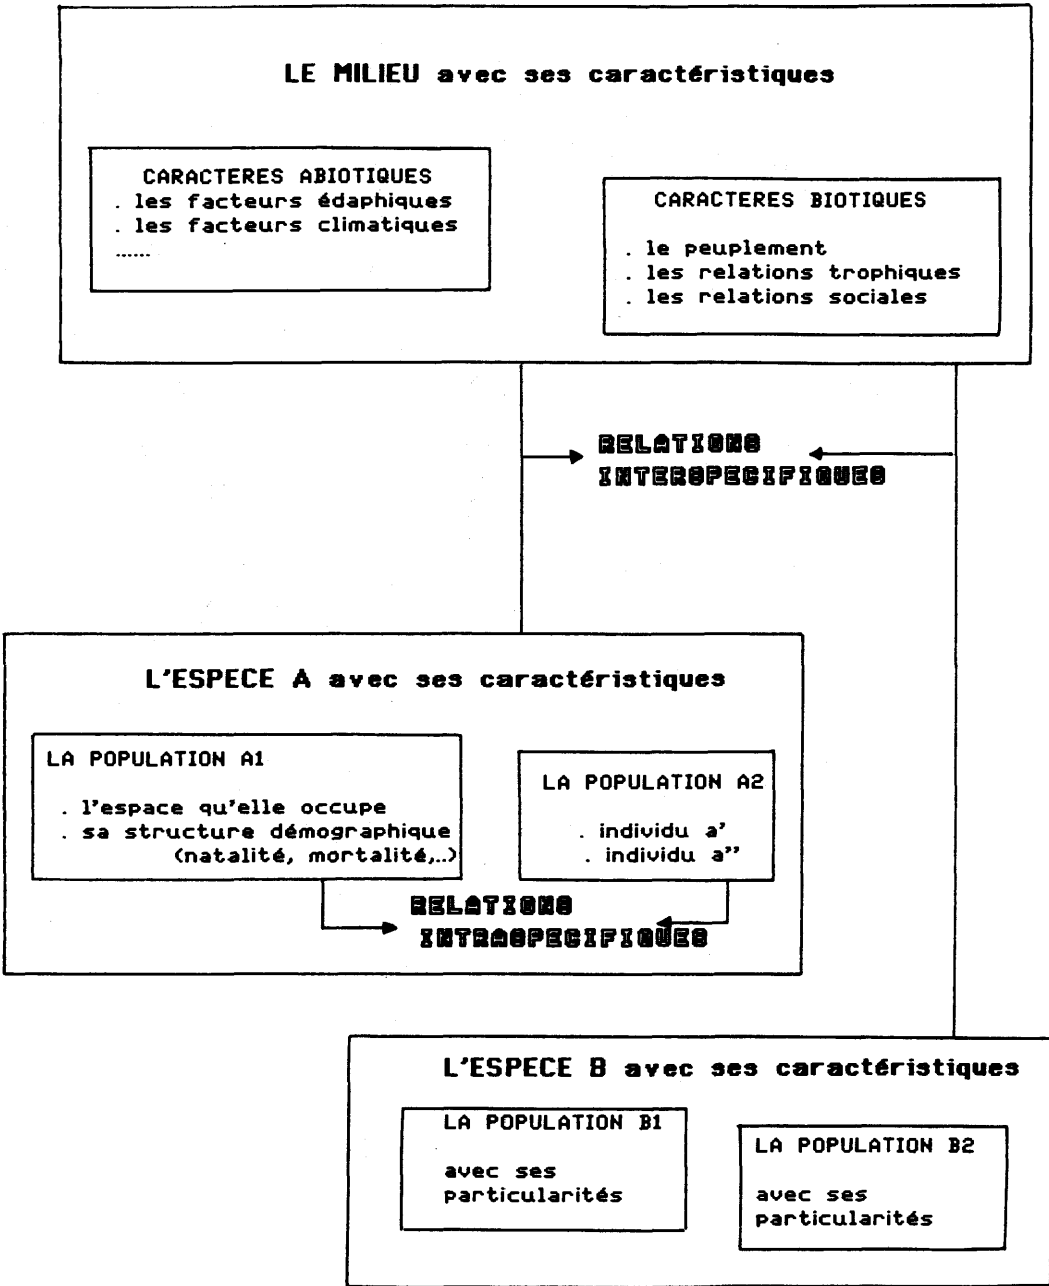 LE MILIEU avec ses caractéristiques
CARACTERES ABIOTIQUES
. les facteurs édaphiques
. les facteurs climatiques
......
CARACTERES BIOTIQUES
. le peuplement
. les relations trophiques
. les relations sociales
RELATIONS
INTERSPECIFIQUES
L'ESPECE A avec ses caractéristiques
LA POPULATION A1
. l'espace qu'elle occupe
. sa structure démographique
(natalité, mortalité,..)
LA POPULATION A2
. individu a'
. individu a''
RELATIONS
INTRASPECIFIQUES
L'ESPECE B avec ses caractéristiques
LA POPULATION B1
avec ses
particularités
LA POPULATION B2
avec ses
particularités